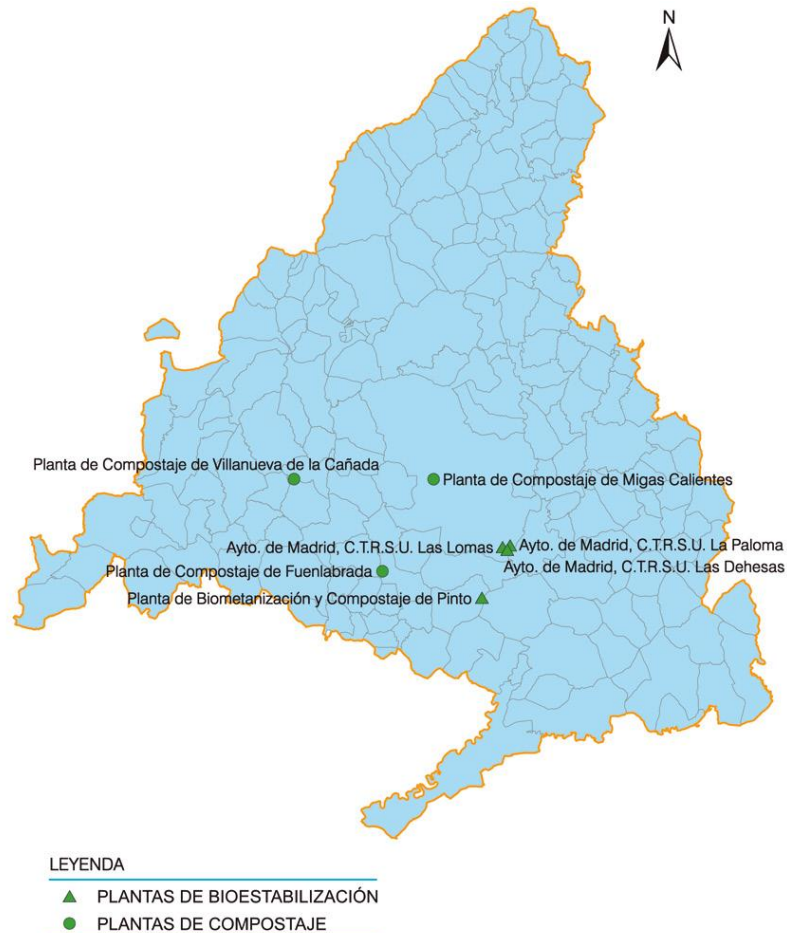 N
Planta de Compostaje de Villanueva de la Cañada
Planta de Compostaje de Migas Calientes
Ayto. de Madrid, C.T.R.S.U. Las Lomas
Ayto. de Madrid, C.T.R.S.U. La Paloma
Ayto. de Madrid, C.T.R.S.U. Las Dehesas
Planta de Compostaje de Fuenlabrada
Planta de Biometanización y Compostaje de Pinto
LEYENDA
PLANTAS DE BIOESTABILIZACIÓN
PLANTAS DE COMPOSTAJE